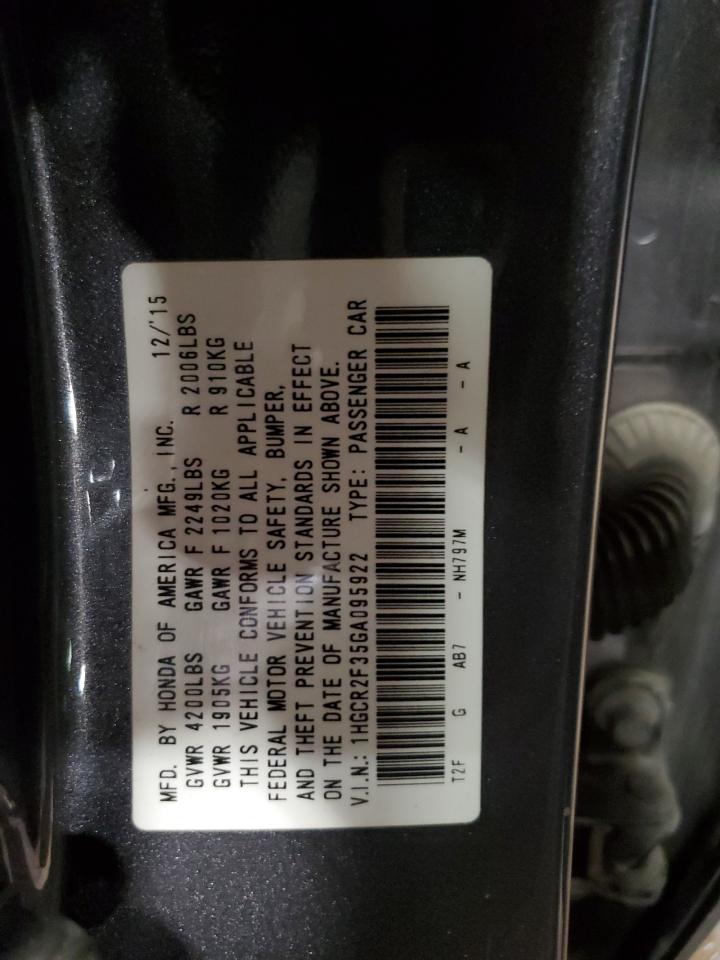 MFD. BY HONDA OF AMERICA MFG., INC. 12/'15
GVWR 4200LBS GAWR F 2249LBS R 2006LBS
GVWR 1905KG GAWR F 1020KG R 910KG
THIS VEHICLE CONFORMS TO ALL APPLICABLE
FEDERAL MOTOR VEHICLE SAFETY, BUMPER,
AND THEFT PREVENTION STANDARDS IN EFFECT
ON THE DATE OF MANUFACTURE SHOWN ABOVE.
V.I.N.: 1HGCR2F35GA095922 TYPE: PASSENGER CAR
T2F G AB7 - NH797M - A - A